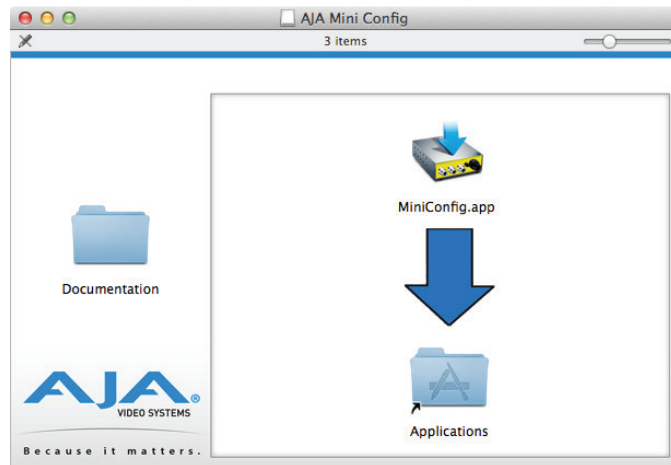 AJA Mini Config
3 items
MiniConfig.app
Documentation
Applications
AJA®
VIDEO SYSTEMS
Because it matters.